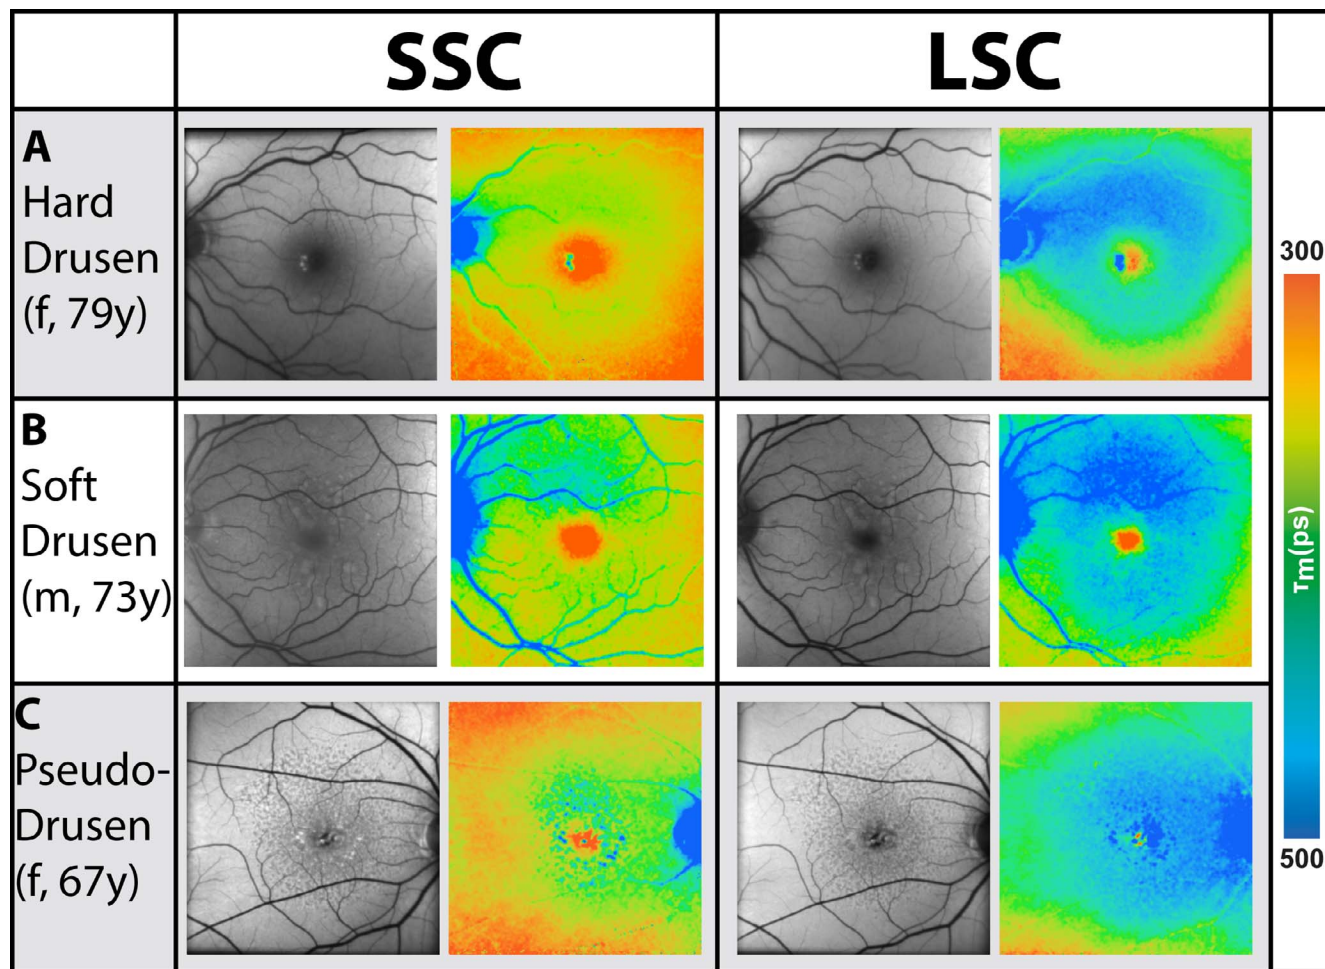 SSC
LSC
A
Hard
Drusen
(f, 79y)
B
Soft
Drusen
(m, 73y)
C
Pseudo-
Drusen
(f, 67y)
300
τm(ps)
500